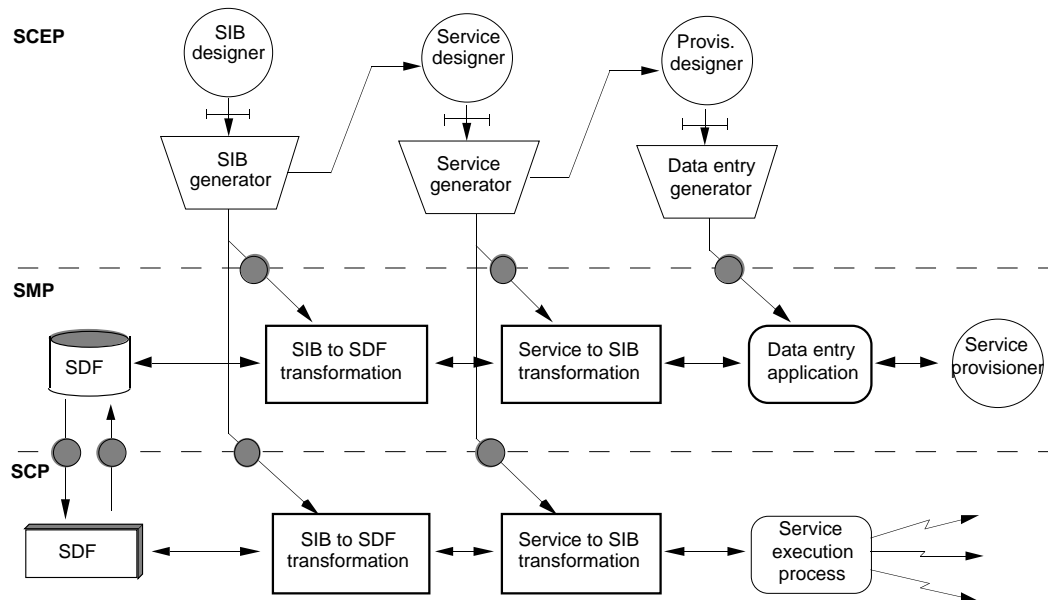 SCEP
SIB
designer
Service
designer
Provis.
designer
SIB
generator
Service
generator
Data entry
generator
SMP
SDF
SIB to SDF
transformation
Service to SIB
transformation
Data entry
application
Service
provisioner
SCP
SDF
SIB to SDF
transformation
Service to SIB
transformation
Service
execution
process